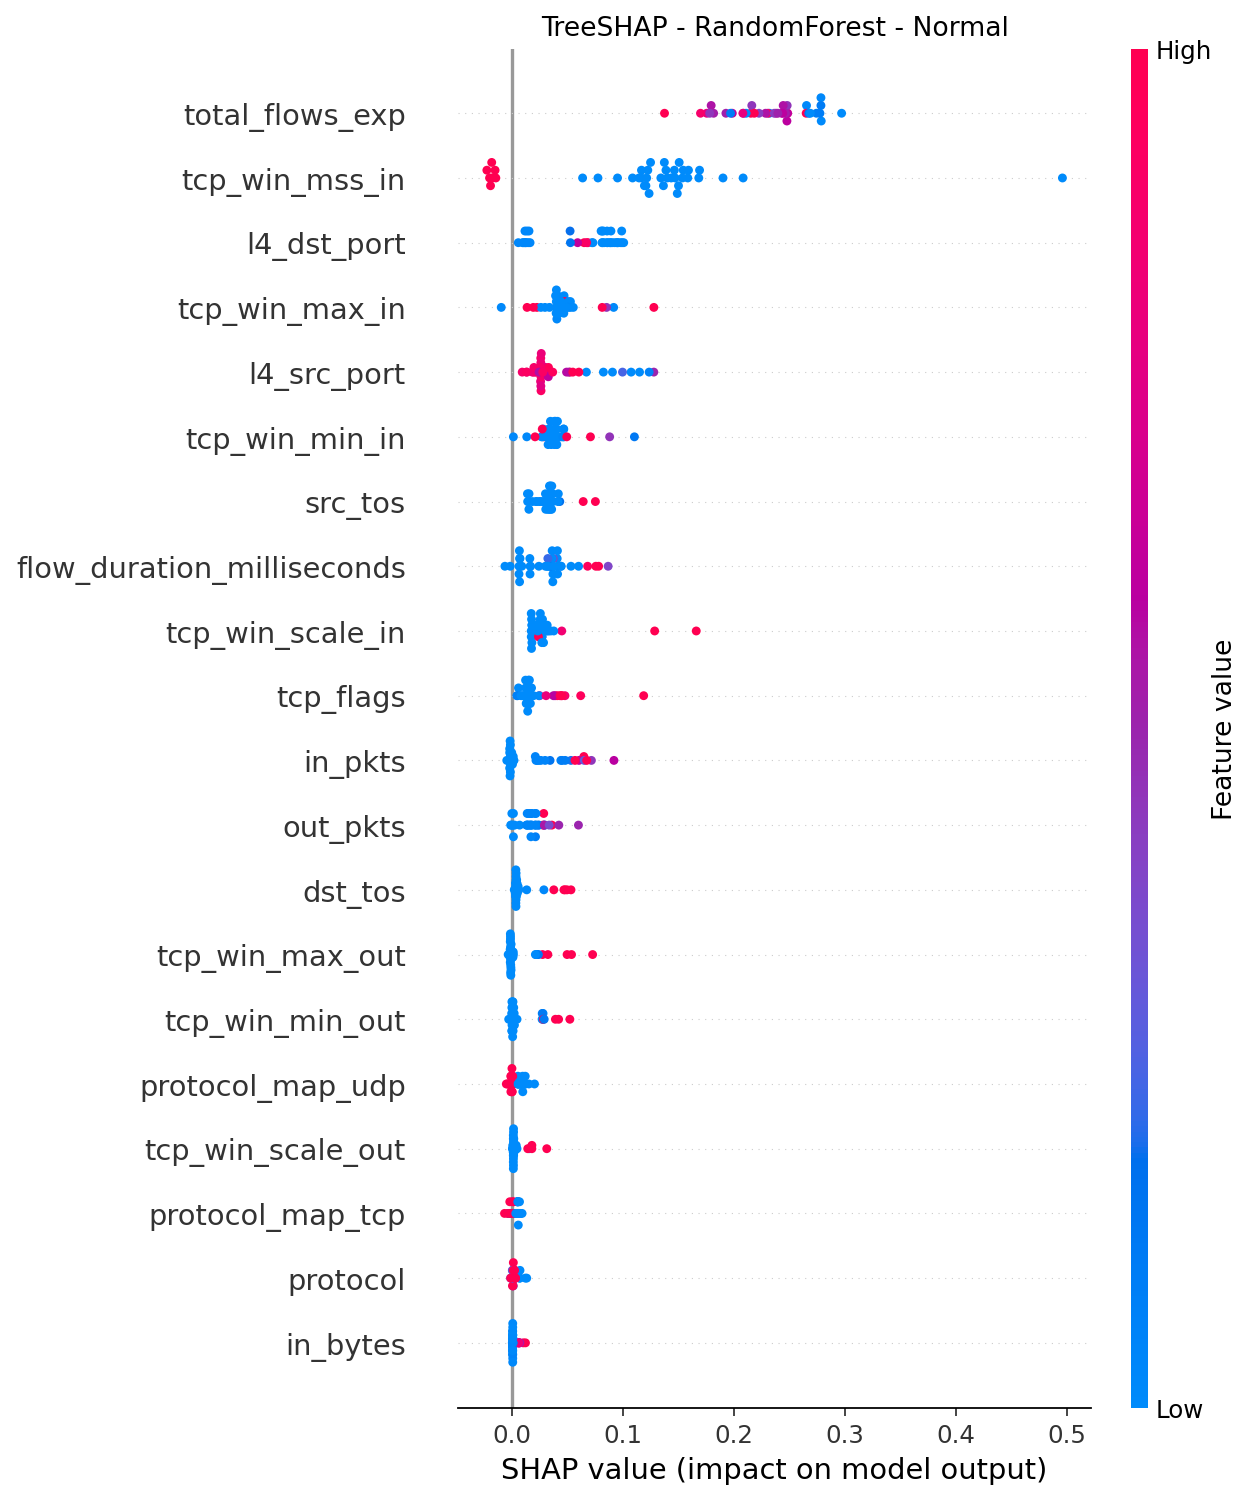 TreeSHAP - RandomForest - Normal
High
total_flows_exp
tcp_win_mss_in
l4_dst_port
tcp_win_max_in
l4_src_port
tcp_win_min_in
src_tos
flow_duration_milliseconds
tcp_win_scale_in
tcp_flags
in_pkts
out_pkts
dst_tos
tcp_win_max_out
tcp_win_min_out
protocol_map_udp
tcp_win_scale_out
protocol_map_tcp
protocol
in_bytes
Feature value
Low
0.0 0.1 0.2 0.3 0.4 0.5
SHAP value (impact on model output)